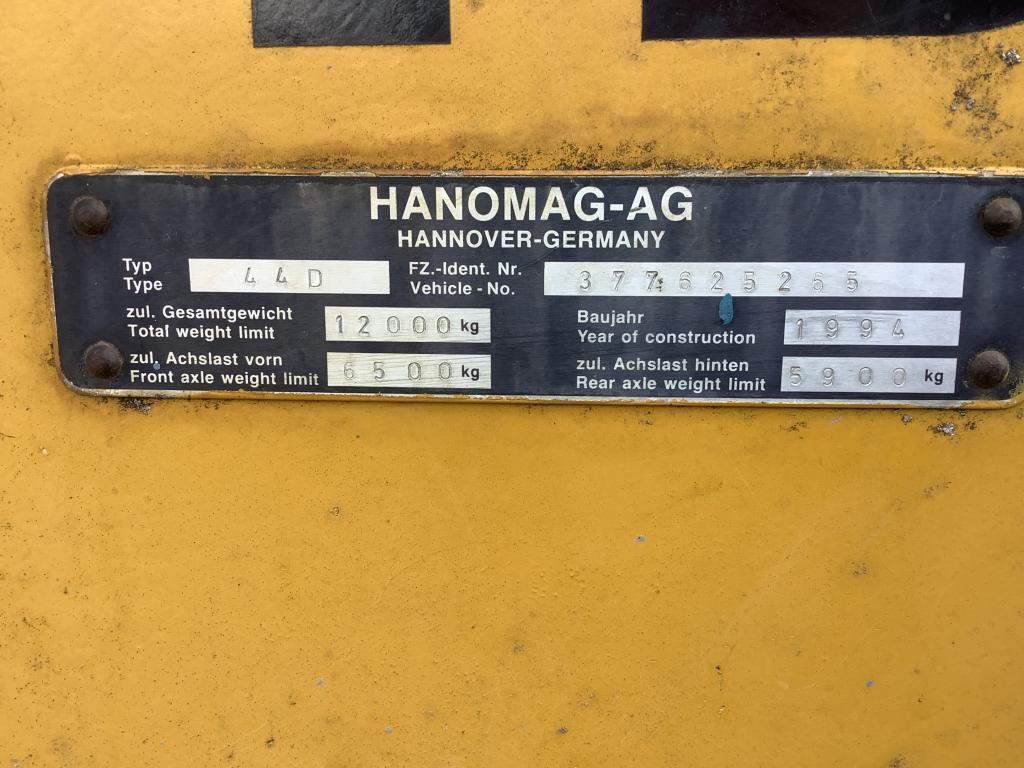 HANOMAG-AG
HANNOVER-GERMANY
Typ
Type 44D
FZ.-Ident. Nr.
Vehicle - No. 377625265
zul. Gesamtgewicht
Total weight limit 12000 kg
Baujahr
Year of construction 1994
zul. Achslast vorn
Front axle weight limit 6500 kg
zul. Achslast hinten
Rear axle weight limit 5900 kg